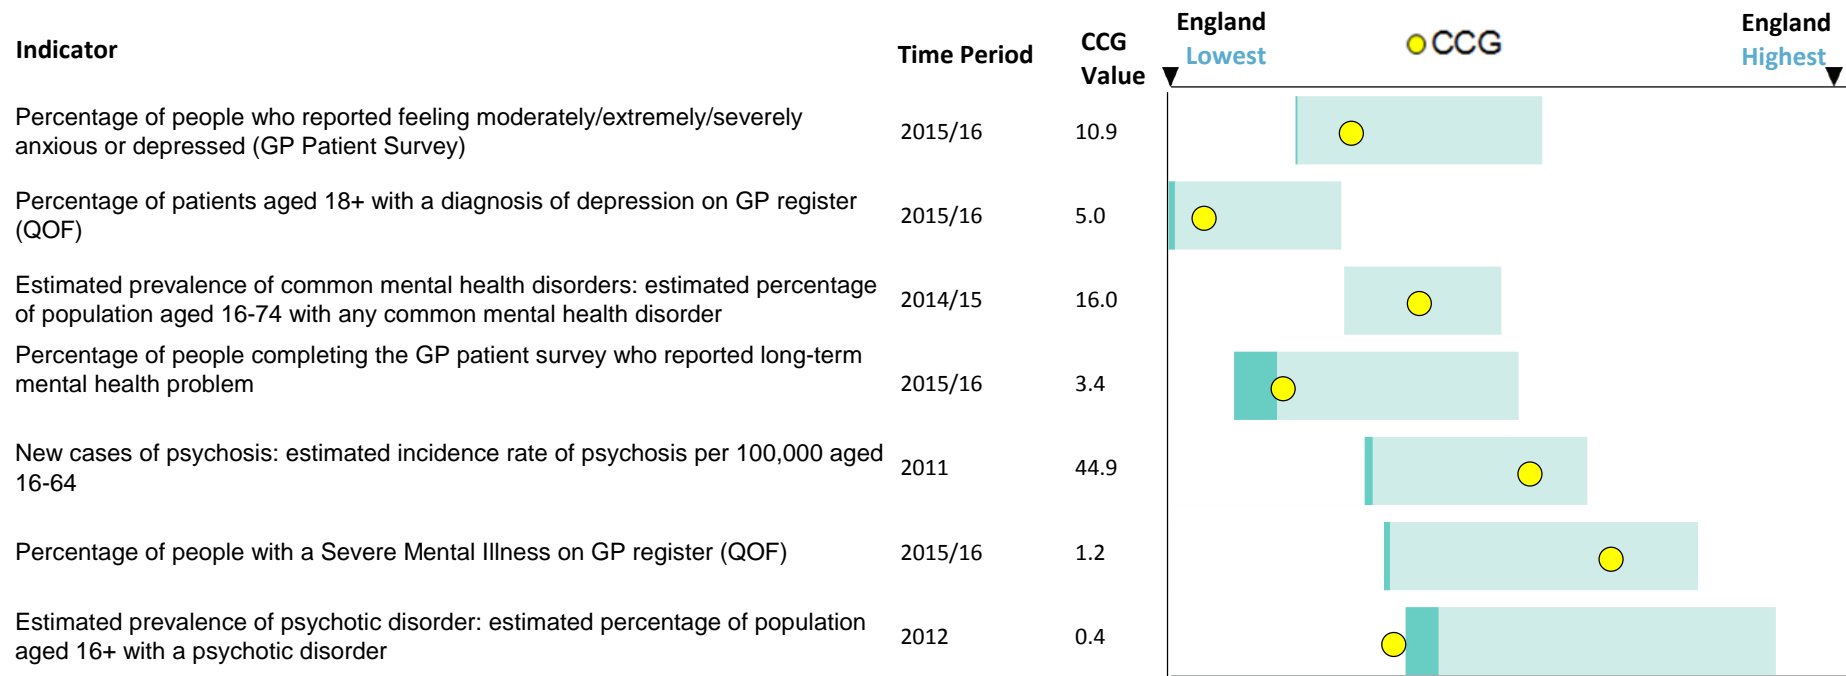 Indicator
Time Period
CCG
Value
England
Lowest
CCG
England
Highest
Percentage of people who reported feeling moderately/extremely/severely
anxious or depressed (GP Patient Survey)
2015/16
10.9
Percentage of patients aged 18+ with a diagnosis of depression on GP register
(QOF)
2015/16
5.0
Estimated prevalence of common mental health disorders: estimated percentage
of population aged 16-74 with any common mental health disorder
2014/15
16.0
Percentage of people completing the GP patient survey who reported long-term
mental health problem
2015/16
3.4
New cases of psychosis: estimated incidence rate of psychosis per 100,000 aged
16-64
2011
44.9
Percentage of people with a Severe Mental Illness on GP register (QOF)
2015/16
1.2
Estimated prevalence of psychotic disorder: estimated percentage of population
aged 16+ with a psychotic disorder
2012
0.4